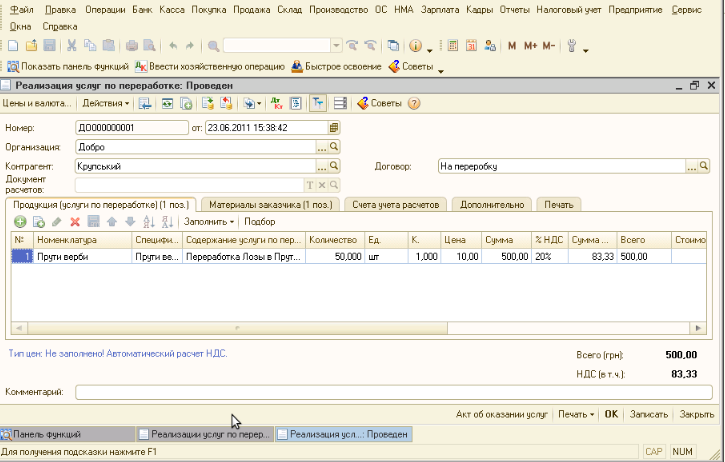 Файл Правка Операции Банк Касса Покупка Продажа Склад Производство ОС НМА Зарплата Кадры Отчеты Налоговый учет Предприятие Сервис
Окна Справка
М М+ М-
Показать панель функций Ввести хозяйственную операцию Быстрое освоение Советы
Реализация услуг по переработке: Проведен
Цены и валюта... Действия Дт Кт Советы
Номер: ДО000000001 от: 23.06.2011 15:38:42
Организация: Добро ...
Контрагент: Крупський ... Договор: На переробку ...
Документ расчетов: T ×
Продукция (услуги по переработке) (1 поз.) Материалы заказчика (1 поз.) Счета учета расчетов Дополнительно Печать
Заполнить Подбор
№ Номенклатура Специфи... Содержание услуги по пер... Количество Ед. К. Цена Сумма % НДС Сумма ... Всего Стоимо
1 Прути верби Прути ве... Переработка Лозы в Прут... 50,000 шт 1,000 10,00 500,00 20% 83,33 500,00
Тип цен: Не заполнено! Автоматический расчет НДС. Всего (грн): 500,00
НДС (в т. ч.): 83,33
Комментарий:
Акт об оказании услуг Печать OK Записать Закрыть
Панель функций Реализации услуг по перер... Реализация усл...: Проведен
Для получения подсказки нажмите F1 CAP NUM